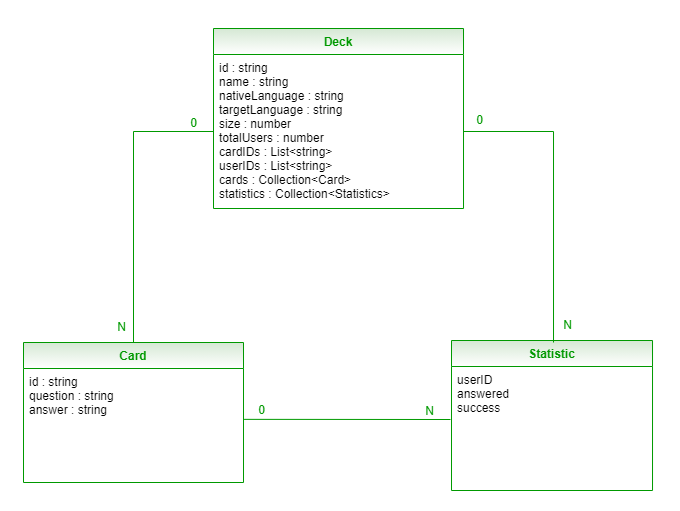 Deck
id : string
name : string
nativeLanguage : string
targetLanguage : string
size : number
totalUsers : number
cardIDs : List<string>
userIDs : List<string>
cards : Collection<Card>
statistics : Collection<Statistics>
0
0
N
N
Card
id : string
question : string
answer : string
0
N
Statistic
userID
answered
success